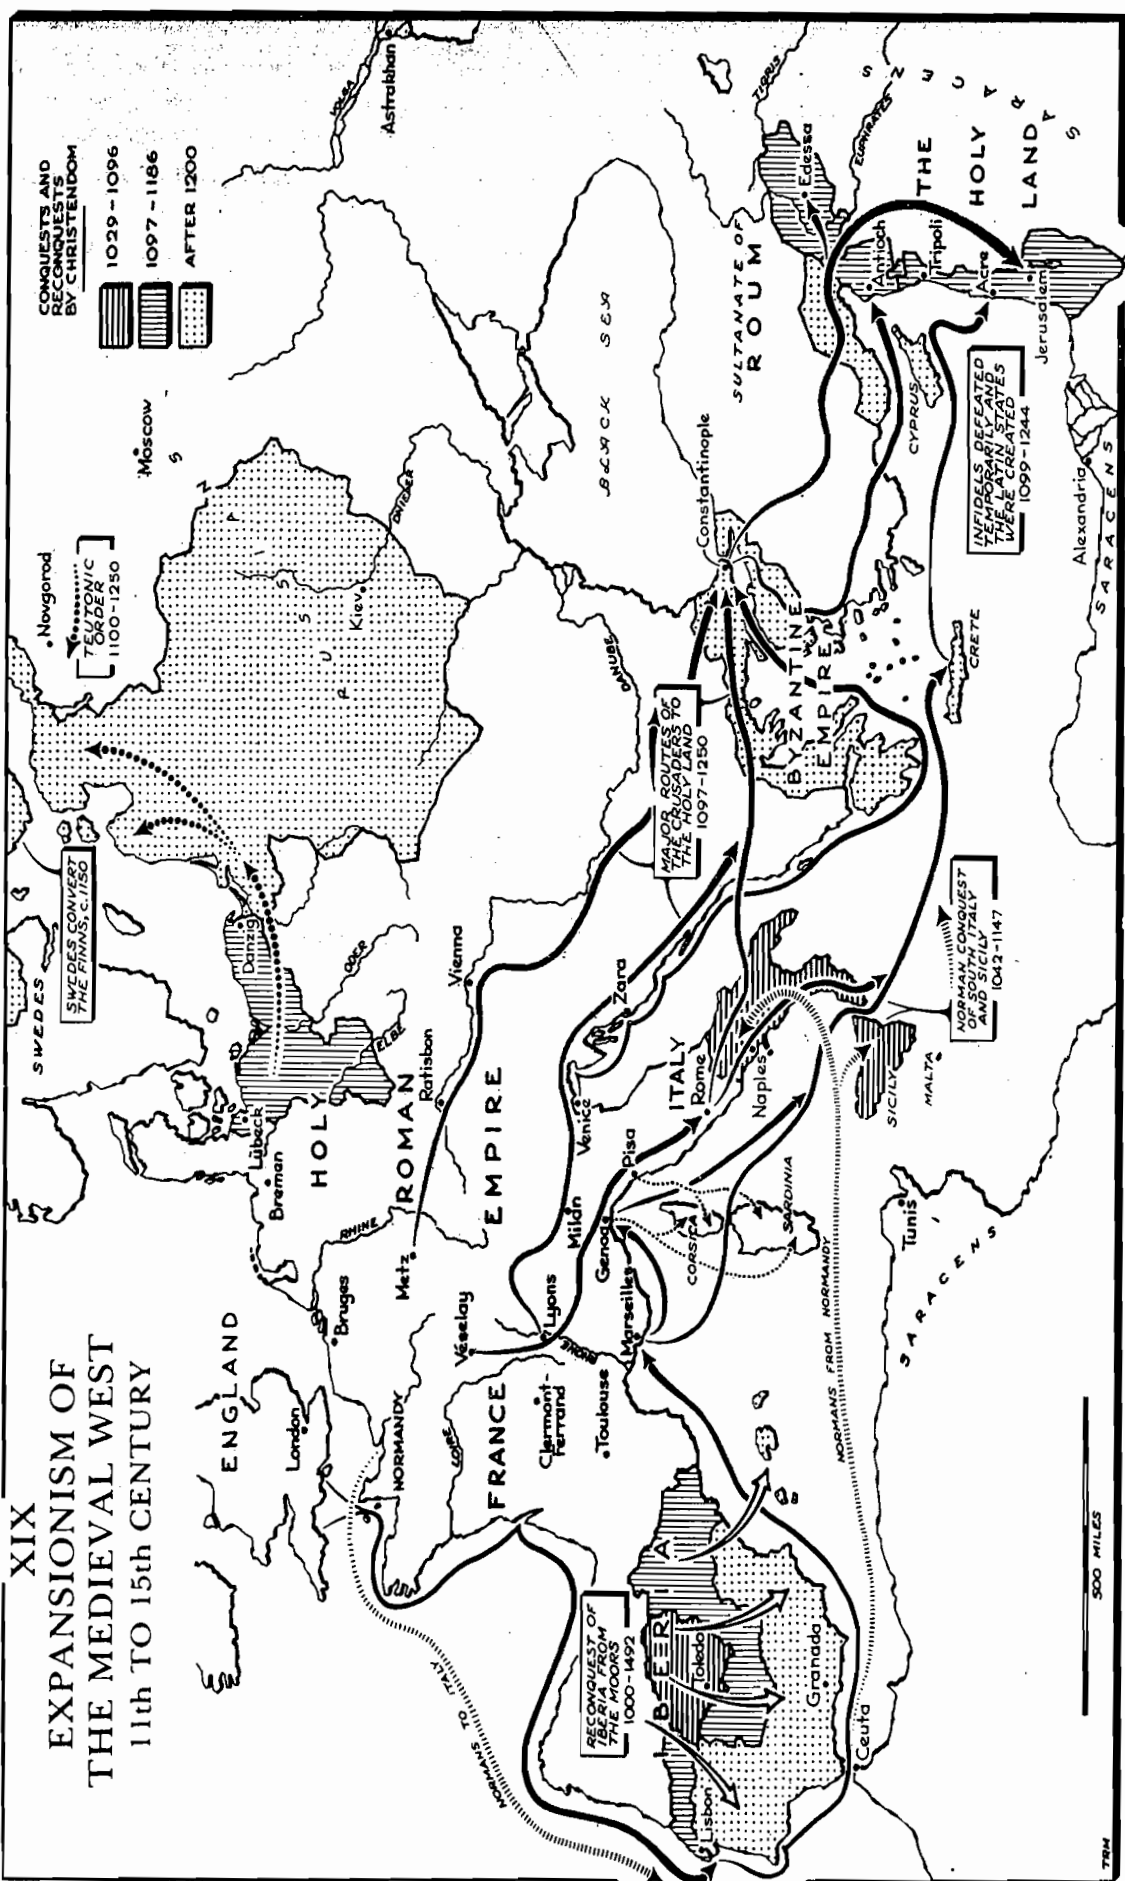 XIX
EXPANSIONISM OF
THE MEDIEVAL WEST
11th TO 15th CENTURY
CONQUESTS AND
RECONQUESTS
BY CHRISTENDOM
1029-1096
1097-1186
AFTER 1200
SWEDES
SWEDES CONVERT
THE FINNS, C.1150
Novgorod
TEUTONIC
ORDER
1100-1250
Moscow
VOLGA
Astrakhan
ENGLAND
London
Bruges
Bremen
Lübeck
Danzig
RUSSIANS
Kiev
DNIEPER
NORMANDY
RHINE
Metz
HOLY
ROMAN
EMPIRE
ELBE
ODER
Ratisbon
Vienna
DANUBE
BLACK SEA
NORMANS TO ITALY
LOIRE
FRANCE
Vézelay
Clermont-
Ferrand
Toulouse
Lyons
RHONE
Marseilles
Milan
Genoa
Venice
Pisa
Zara
ITALY
Rome
Naples
CORSICA
SARDINIA
MAJOR ROUTES OF
THE CRUSADERS TO
THE HOLY LAND
1097-1250
Constantinople
BYZANTINE
EMPIRE
SULTANATE OF
ROUM
TIGRIS
EUPHRATES
Edessa
SARACENS
THE
HOLY
LAND
Antioch
Tripoli
Acre
Jerusalem
CYPRUS
CRETE
INFIDELS DEFEATED
TEMPORARILY AND
THE LATIN STATES
WERE CREATED
1099-1244
RECONQUEST OF
IBERIA FROM
THE MOORS
1000-1492
IBERIA
Toledo
Lisbon
Granada
Ceuta
NORMANS FROM NORMANDY
SICILY
MALTA
NORMAN CONQUEST
OF SOUTH ITALY
AND SICILY
1042-1147
Tunis
SARACENS
Alexandria
SARACENS
500 MILES
TRM